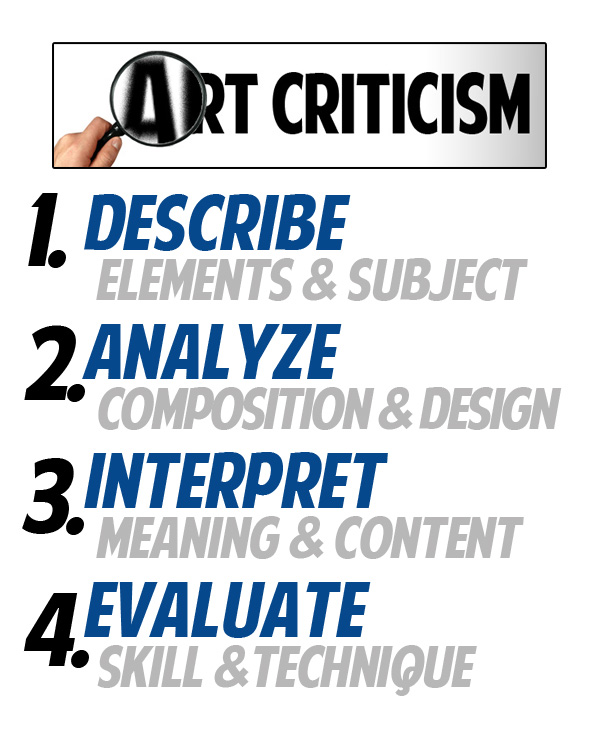 ART CRITICISM
1. DESCRIBE
ELEMENTS & SUBJECT
2. ANALYZE
COMPOSITION & DESIGN
3. INTERPRET
MEANING & CONTENT
4. EVALUATE
SKILL & TECHNIQUE